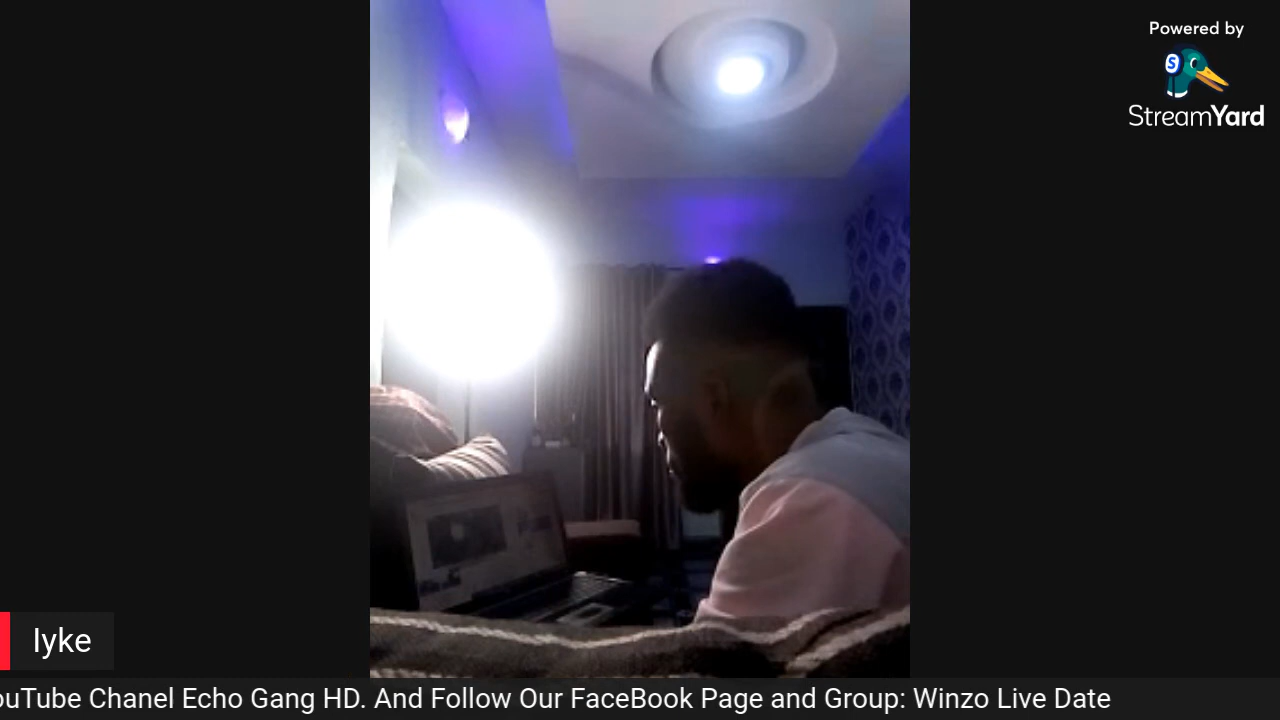 Powered by
S
StreamYard
Iyke
ouTube Chanel Echo Gang HD. And Follow Our FaceBook Page and Group: Winzo Live Date